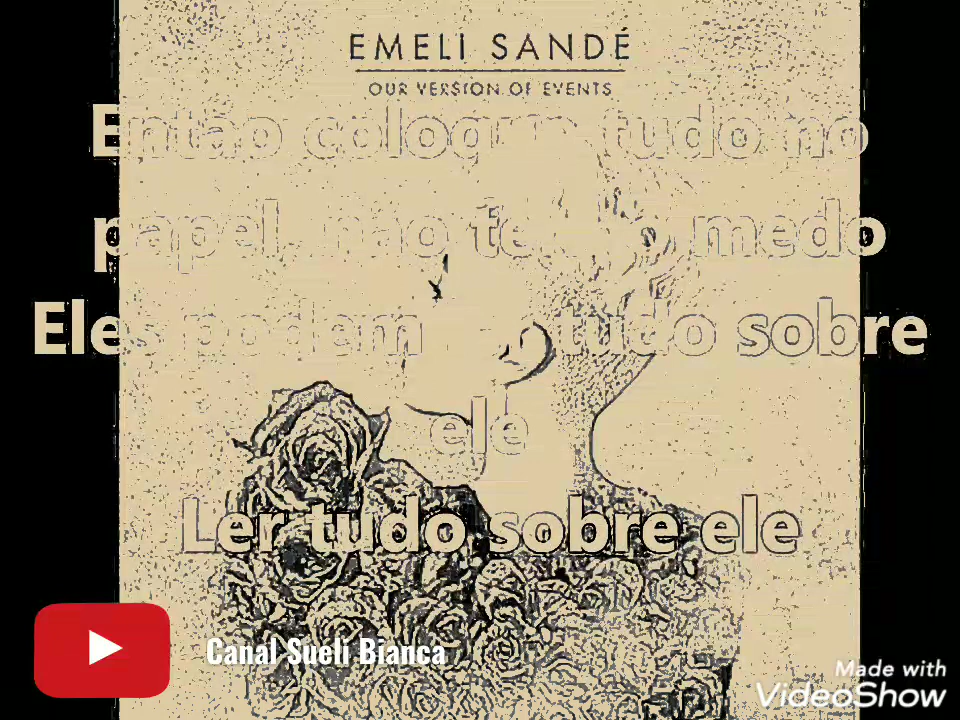 EMELI SANDÉ
OUR VERSION OF EVENTS
Então coloque tudo no
papel, não tenha medo
Eles podem ler tudo sobre
ele
Ler tudo sobre ele
Canal Sueli Bianca
Made with
VideoShow